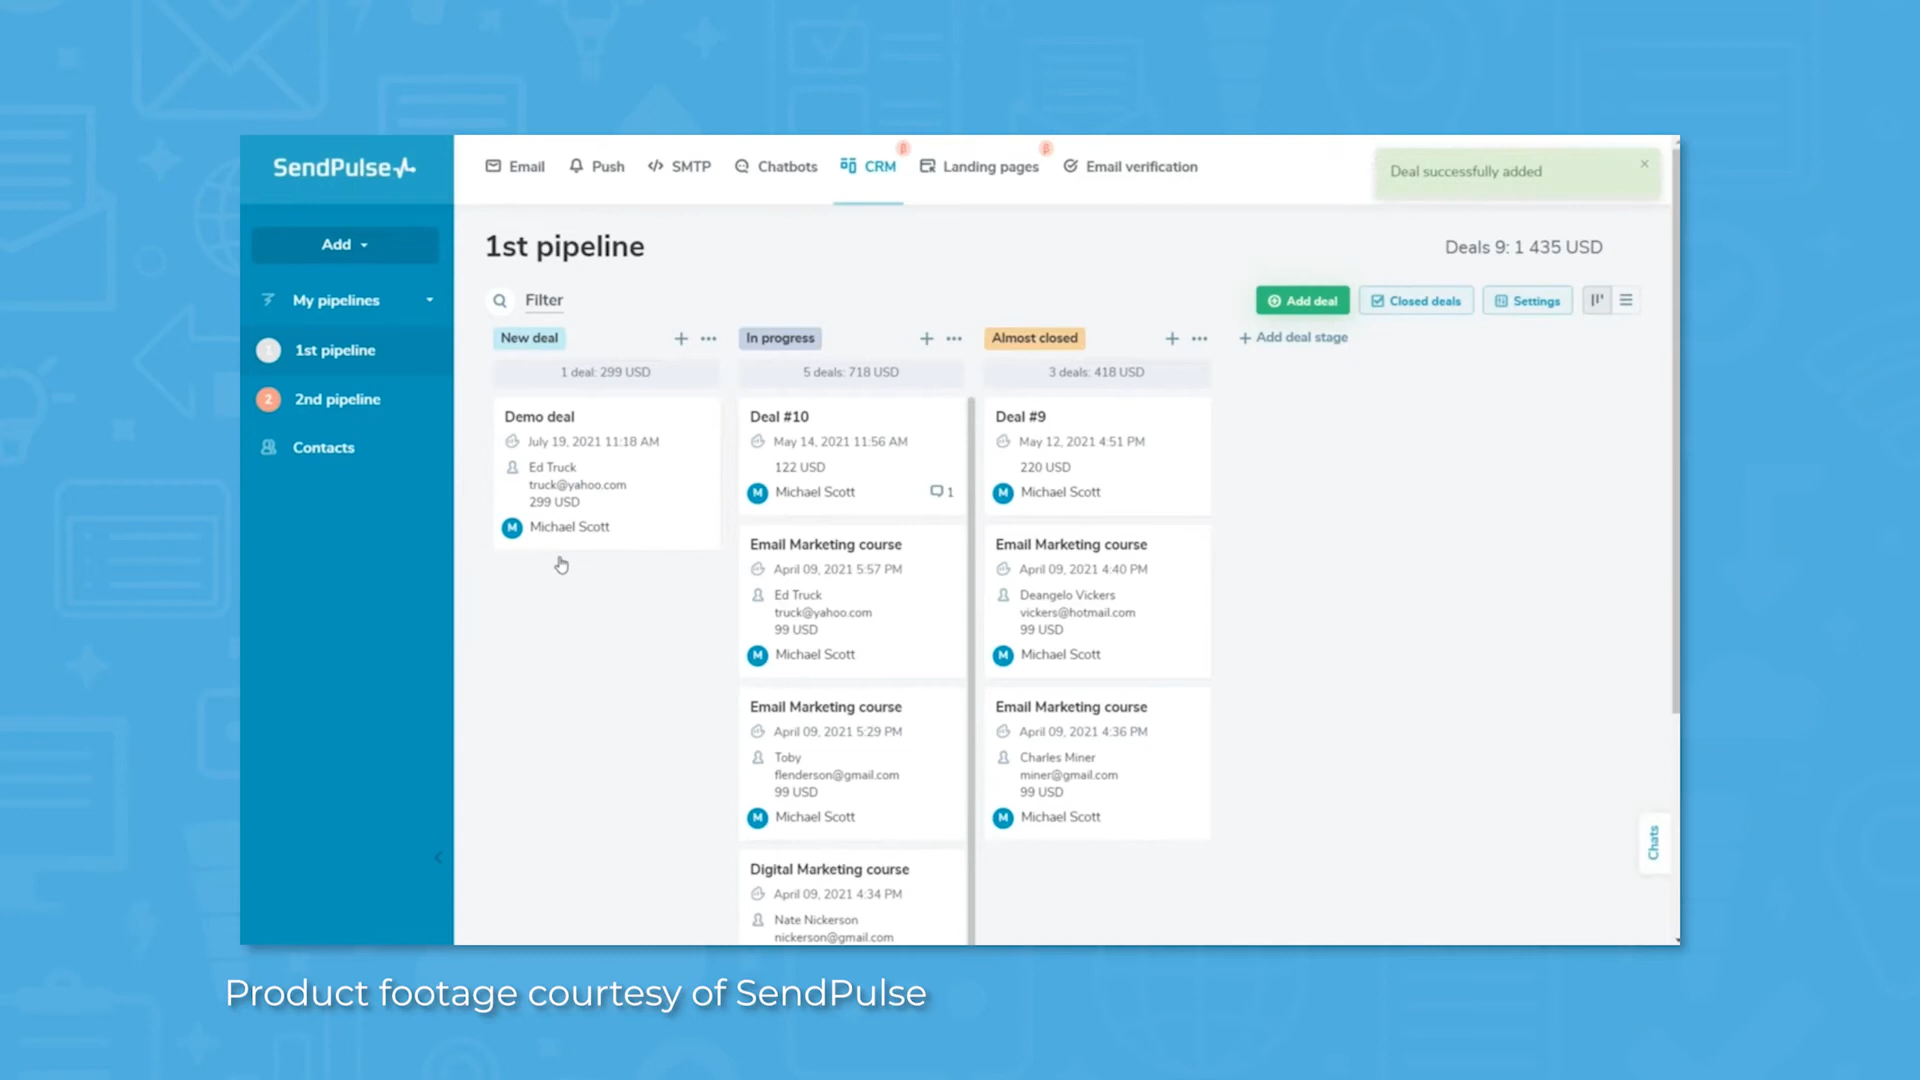 SendPulse
Email
Push
SMTP
Chatbots
CRM
β
Landing pages
β
Email verification
Deal successfully added
Add
My pipelines
1
1st pipeline
2
2nd pipeline
Contacts
1st pipeline
Deals 9: 1 435 USD
Filter
Add deal
Closed deals
Settings
New deal
1 deal: 299 USD
Demo deal
July 19, 2021 11:18 AM
Ed Truck
truck@yahoo.com
299 USD
M Michael Scott
In progress
5 deals: 718 USD
Deal #10
May 14, 2021 11:56 AM
122 USD
M Michael Scott
1
Email Marketing course
April 09, 2021 5:57 PM
Ed Truck
truck@yahoo.com
99 USD
M Michael Scott
Email Marketing course
April 09, 2021 5:29 PM
Toby
flenderson@gmail.com
99 USD
M Michael Scott
Digital Marketing course
April 09, 2021 4:34 PM
Nate Nickerson
nickerson@gmail.com
Almost closed
3 deals: 418 USD
Deal #9
May 12, 2021 4:51 PM
220 USD
M Michael Scott
Email Marketing course
April 09, 2021 4:40 PM
Deangelo Vickers
vickers@hotmail.com
99 USD
M Michael Scott
Email Marketing course
April 09, 2021 4:36 PM
Charles Miner
miner@gmail.com
99 USD
M Michael Scott
+ Add deal stage
Chats
Product footage courtesy of SendPulse